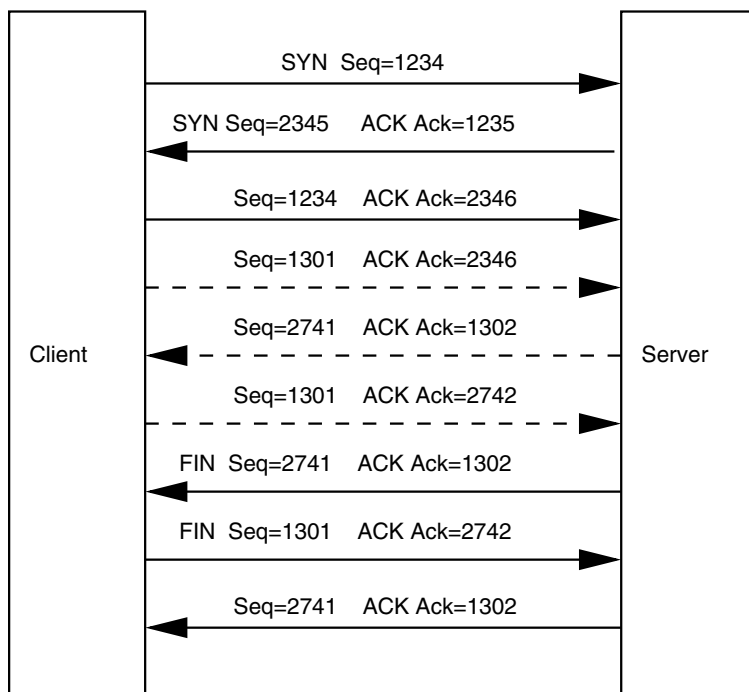 SYN Seq=1234
SYN Seq=2345 ACK Ack=1235
Seq=1234 ACK Ack=2346
Seq=1301 ACK Ack=2346
Seq=2741 ACK Ack=1302
Client
Server
Seq=1301 ACK Ack=2742
FIN Seq=2741 ACK Ack=1302
FIN Seq=1301 ACK Ack=2742
Seq=2741 ACK Ack=1302